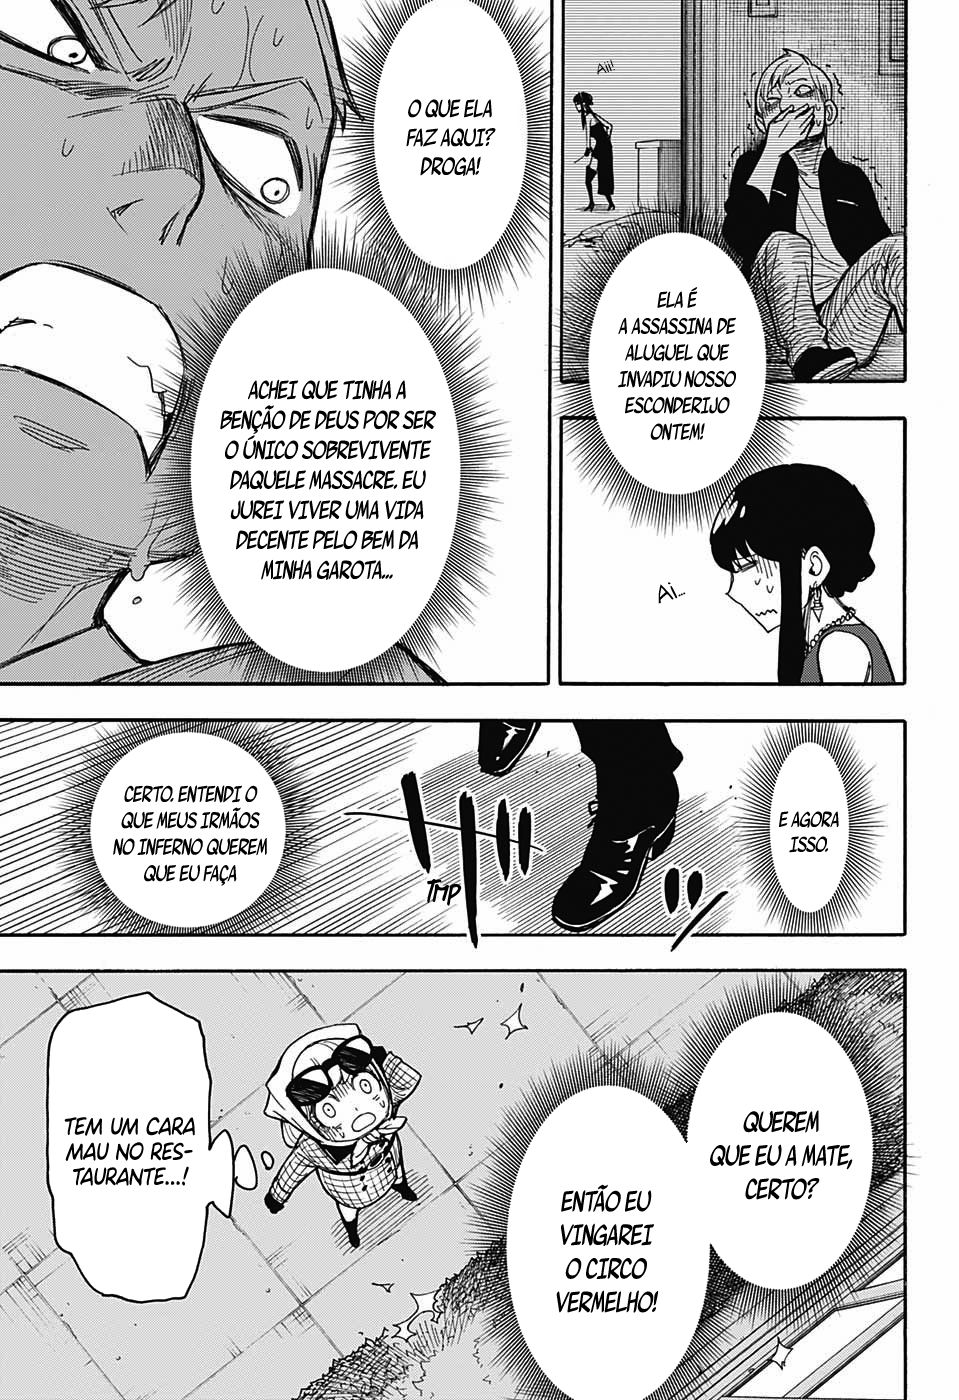 Aii!
ELA É
A ASSASSINA DE
ALUGUEL QUE
INVADIU NOSSO
ESCONDERIJO
ONTEM!
O QUE ELA
FAZ AQUI?
DROGA!
Ai...
ACHEI QUE TINHA A
BENÇÃO DE DEUS POR SER
O ÚNICO SOBREVIVENTE
DAQUELE MASSACRE. EU
JUREI VIVER UMA VIDA
DECENTE PELO BEM DA
MINHA GAROTA...
E AGORA
ISSO.
TMP
CERTO. ENTENDI O
QUE MEUS IRMÃOS
NO INFERNO QUEREM
QUE EU FAÇA
QUEREM
QUE EU A MATE,
CERTO?
ENTÃO EU
VINGAREI
O CIRCO
VERMELHO!
TEM UM CARA
MAU NO RES-
TAURANTE...!